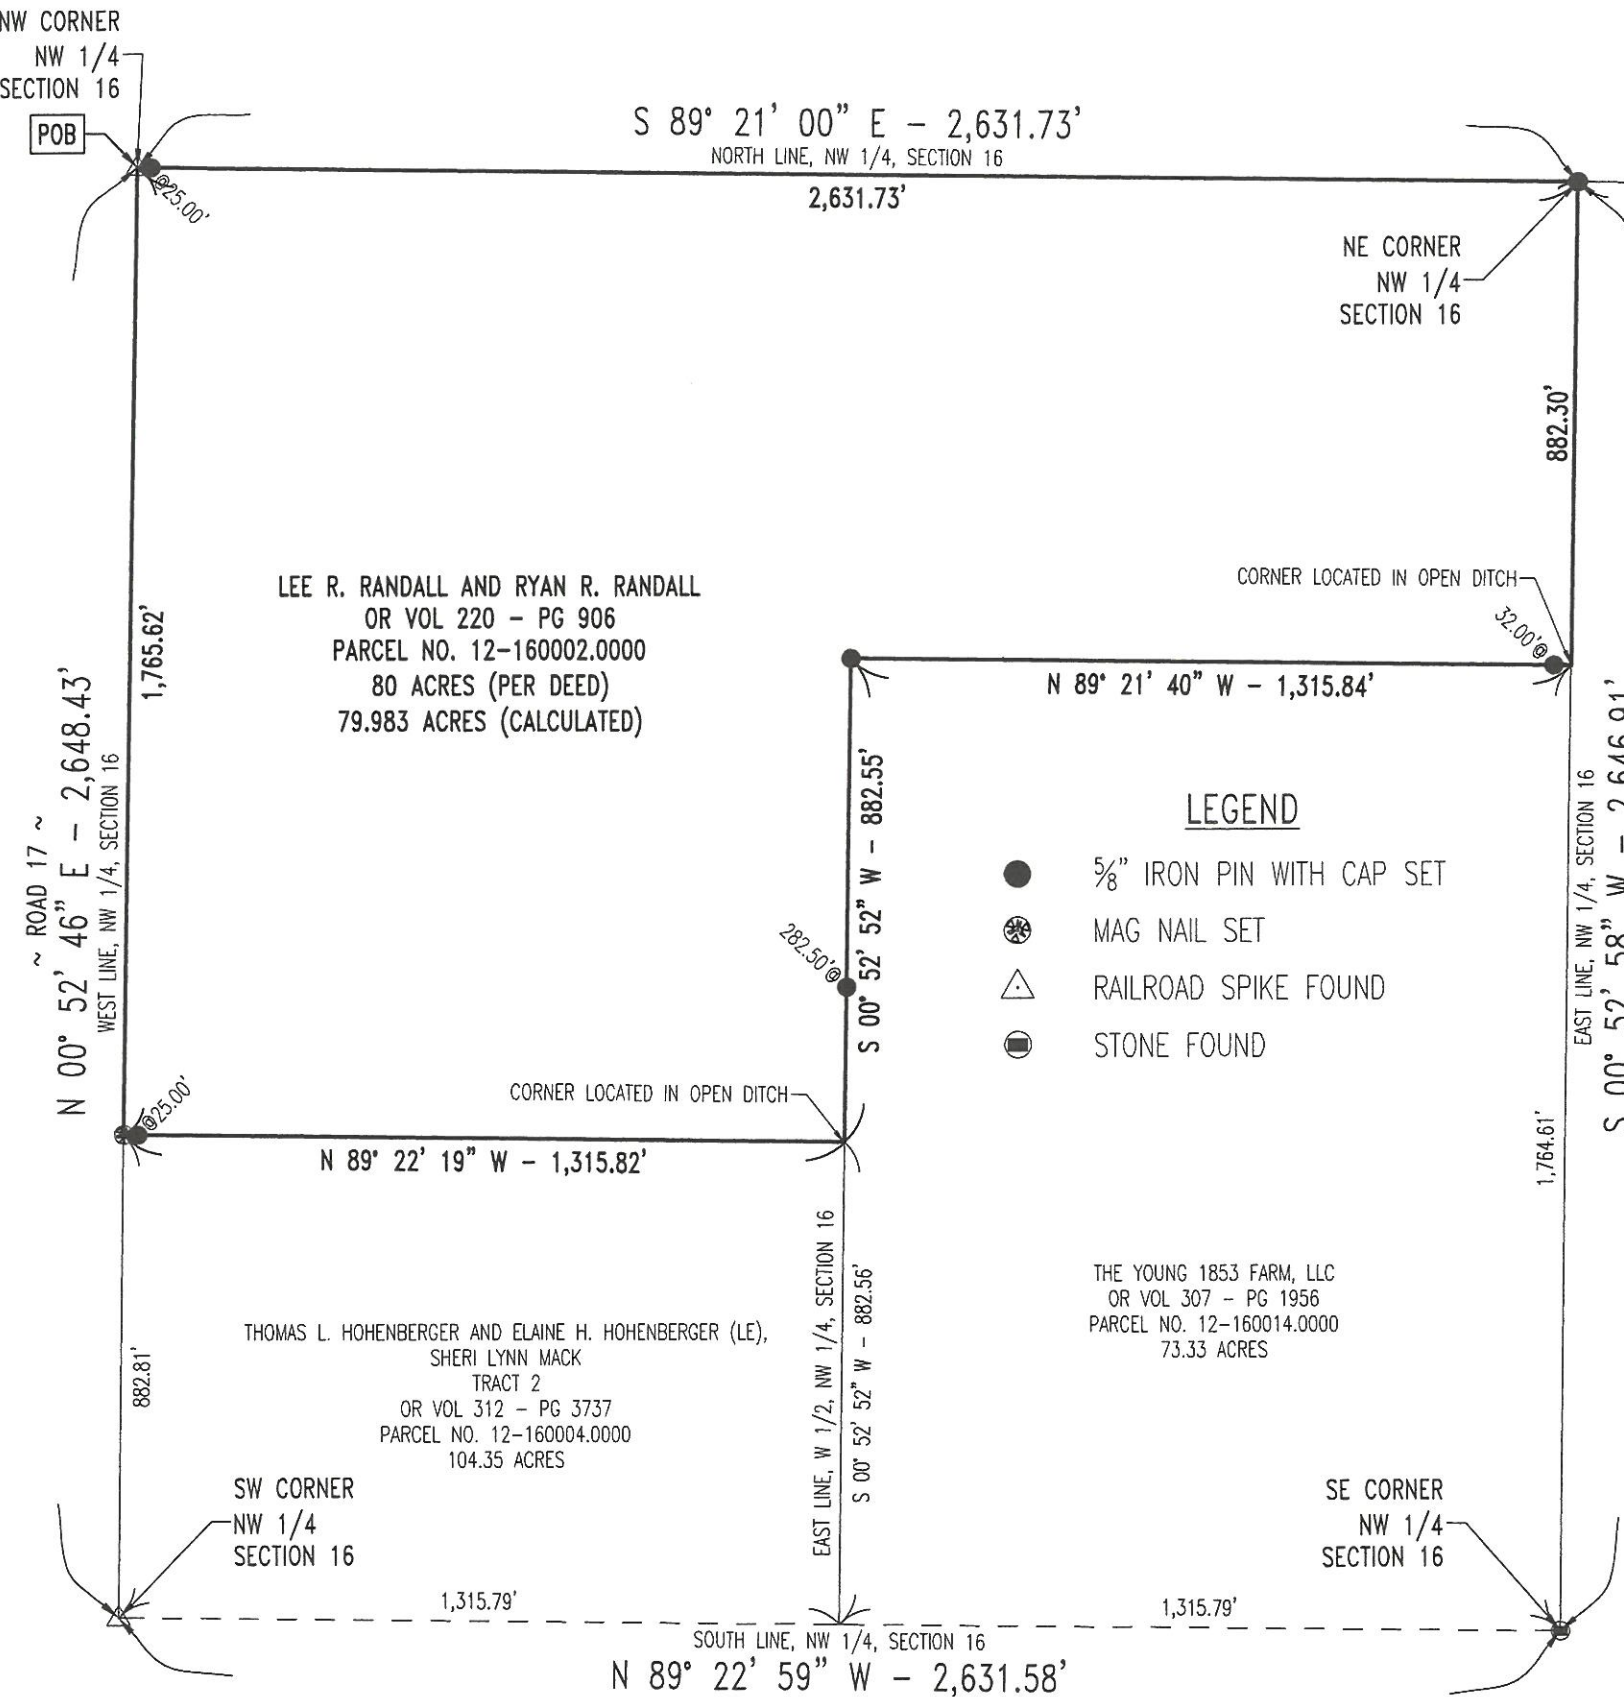 NW CORNER
NW 1/4
SECTION 16
POB
S 89° 21' 00" E - 2,631.73'
NORTH LINE, NW 1/4, SECTION 16
2,631.73'
@25.00'
NE CORNER
NW 1/4
SECTION 16
882.30'
CORNER LOCATED IN OPEN DITCH
32.00'@
N 89° 21' 40" W - 1,315.84'
LEE R. RANDALL AND RYAN R. RANDALL
OR VOL 220 - PG 906
PARCEL NO. 12-160002.0000
80 ACRES (PER DEED)
79.983 ACRES (CALCULATED)
1,765.62'
~ ROAD 17 ~
N 00° 52' 46" E - 2,648.43'
WEST LINE, NW 1/4, SECTION 16
S 00° 52' 52" W - 882.55'
282.50'@
LEGEND
⅝" IRON PIN WITH CAP SET
MAG NAIL SET
RAILROAD SPIKE FOUND
STONE FOUND
EAST LINE, NW 1/4, SECTION 16
S 00° 52' 58" W - 2,646.91'
1,764.61'
@25.00'
CORNER LOCATED IN OPEN DITCH
N 89° 22' 19" W - 1,315.82'
EAST LINE, W 1/2, NW 1/4, SECTION 16
S 00° 52' 52" W - 882.56'
THE YOUNG 1853 FARM, LLC
OR VOL 307 - PG 1956
PARCEL NO. 12-160014.0000
73.33 ACRES
THOMAS L. HOHENBERGER AND ELAINE H. HOHENBERGER (LE),
SHERI LYNN MACK
TRACT 2
OR VOL 312 - PG 3737
PARCEL NO. 12-160004.0000
104.35 ACRES
882.81'
SW CORNER
NW 1/4
SECTION 16
SE CORNER
NW 1/4
SECTION 16
1,315.79'
1,315.79'
SOUTH LINE, NW 1/4, SECTION 16
N 89° 22' 59" W - 2,631.58'